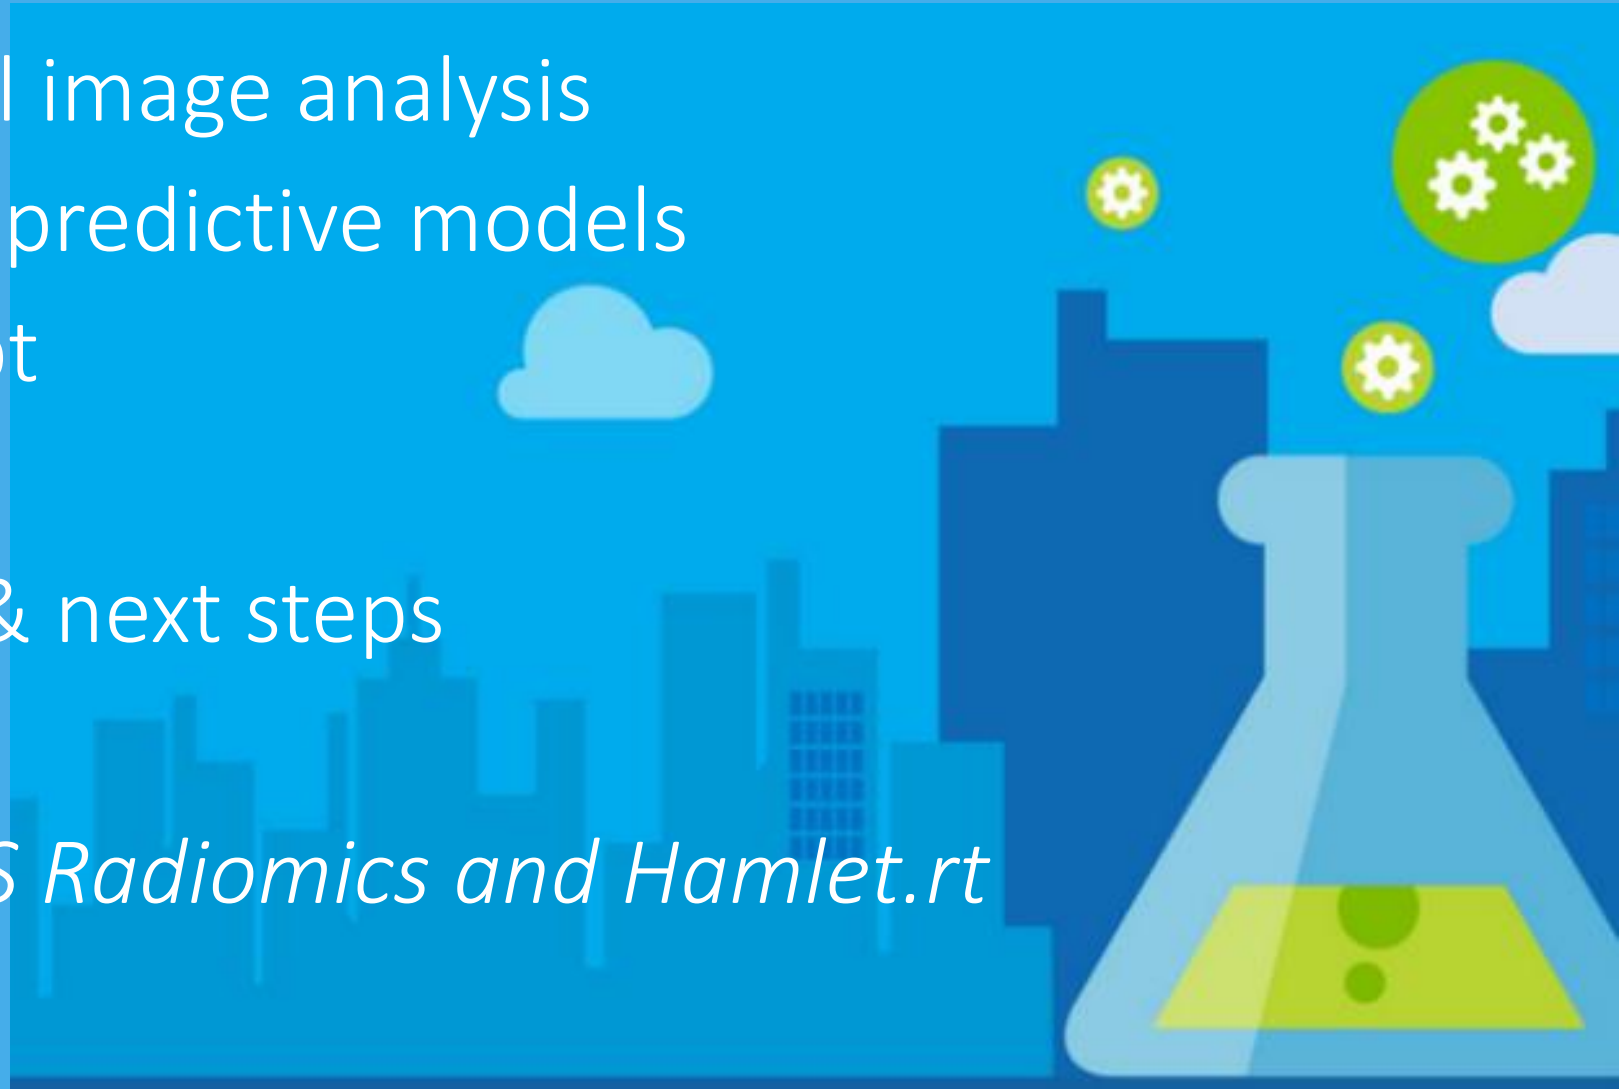 image analysis
predictive models
& next steps
Radiomics and Hamlet.rt